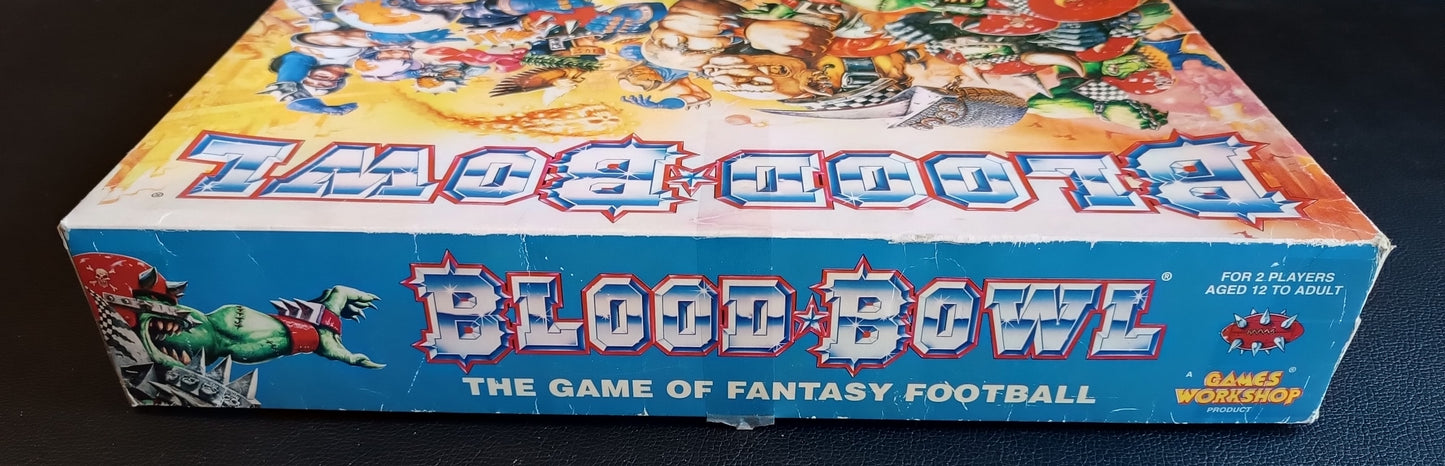 BLOOD★BOWL
®
BLOOD★BOWL ®
THE GAME OF FANTASY FOOTBALL
FOR 2 PLAYERS
AGED 12 TO ADULT
A GAMES ®
WORKSHOP
PRODUCT